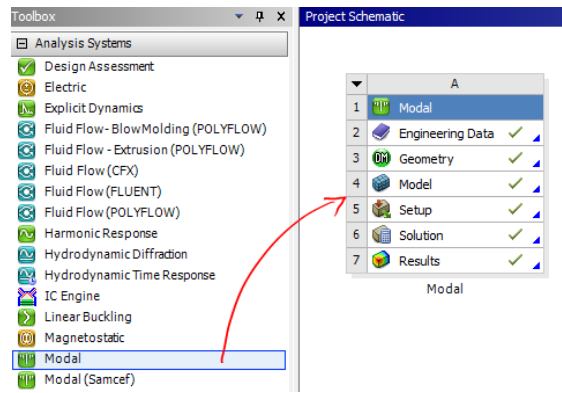 Toolbox
Project Schematic
Analysis Systems
Design Assessment
Electric
Explicit Dynamics
Fluid Flow- BlowMolding (POLYFLOW)
Fluid Flow - Extrusion (POLYFLOW)
Fluid Flow (CFX)
Fluid Flow (FLUENT)
Fluid Flow (POLYFLOW)
Harmonic Response
Hydrodynamic Diffraction
Hydrodynamic Time Response
IC Engine
Linear Buckling
Magnetostatic
Modal
Modal (Samcef)
A
1 Modal
2 Engineering Data
3 DM Geometry
4 Model
5 Setup
6 Solution
7 Results
Modal